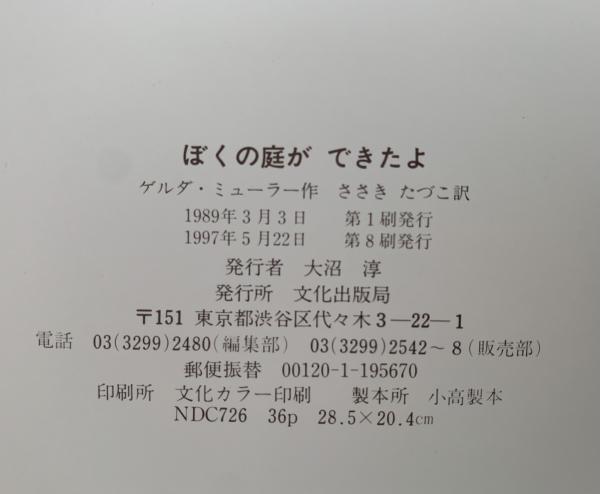 ぼくの庭が できたよ
ゲルダ・ミューラー作 ささき たづこ訳
1989年3月3日 第1刷発行
1997年5月22日 第8刷発行
発行者 大沼 淳
発行所 文化出版局
〒151 東京都渋谷区代々木3—22—1
電話 03(3299)2480(編集部) 03(3299)2542〜8(販売部)
郵便振替 00120-1-195670
印刷所 文化カラー印刷 製本所 小高製本
NDC726 36p 28.5×20.4cm